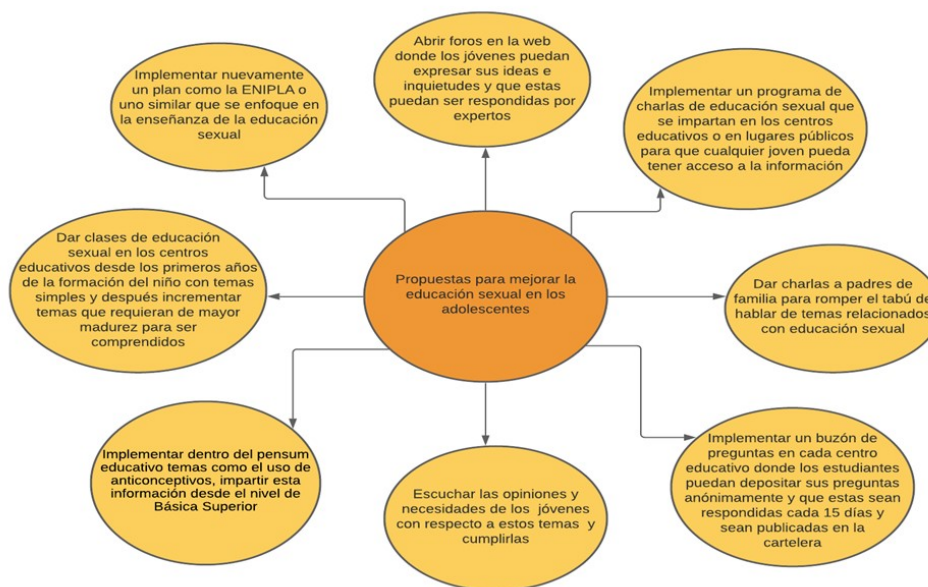 Implementar nuevamente
un plan como la ENIPLA o
uno similar que se enfoque en
la enseñanza de la educación
sexual
Abrir foros en la web
donde los jóvenes puedan
expresar sus ideas e
inquietudes y que estas
puedan ser respondidas por
expertos
Implementar un programa de
charlas de educación sexual que
se impartan en los centros
educativos o en lugares públicos
para que cualquier joven pueda
tener acceso a la información
Dar clases de educación
sexual en los centros
educativos desde los primeros
años de la formación del niño con
temas simples y después incrementar
temas que requieran de mayor
madurez para ser
comprendidos
Propuestas para mejorar la
educación sexual en los
adolescentes
Dar charlas a padres de
familia para romper el tabú de
hablar de temas relacionados
con educación sexual
Implementar dentro del pensum
educativo temas como el uso de
anticonceptivos, impartir esta
información desde el nivel de
Básica Superior
Escuchar las opiniones y
necesidades de los jóvenes
con respecto a estos temas y
cumplirlas
Implementar un buzón de
preguntas en cada centro
educativo donde los estudiantes
puedan depositar sus preguntas
anónimamente y que estas sean
respondidas cada 15 días y
sean publicadas en la
cartelera